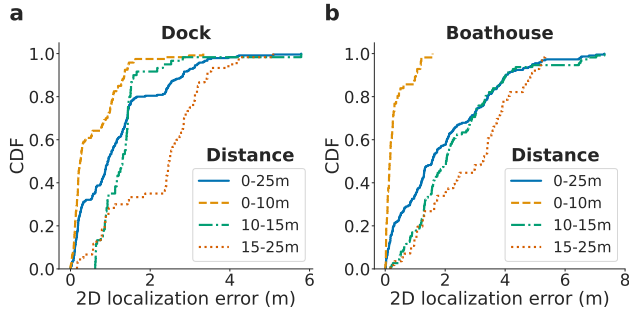 a
Dock
CDF
1.0
0.8
0.6
0.4
0.2
0.0
Distance
0-25m
0-10m
10-15m
15-25m
0 2 4 6
2D localization error (m)
b
Boathouse
CDF
1.0
0.8
0.6
0.4
0.2
0.0
Distance
0-25m
0-10m
10-15m
15-25m
0 2 4 6 8
2D localization error (m)